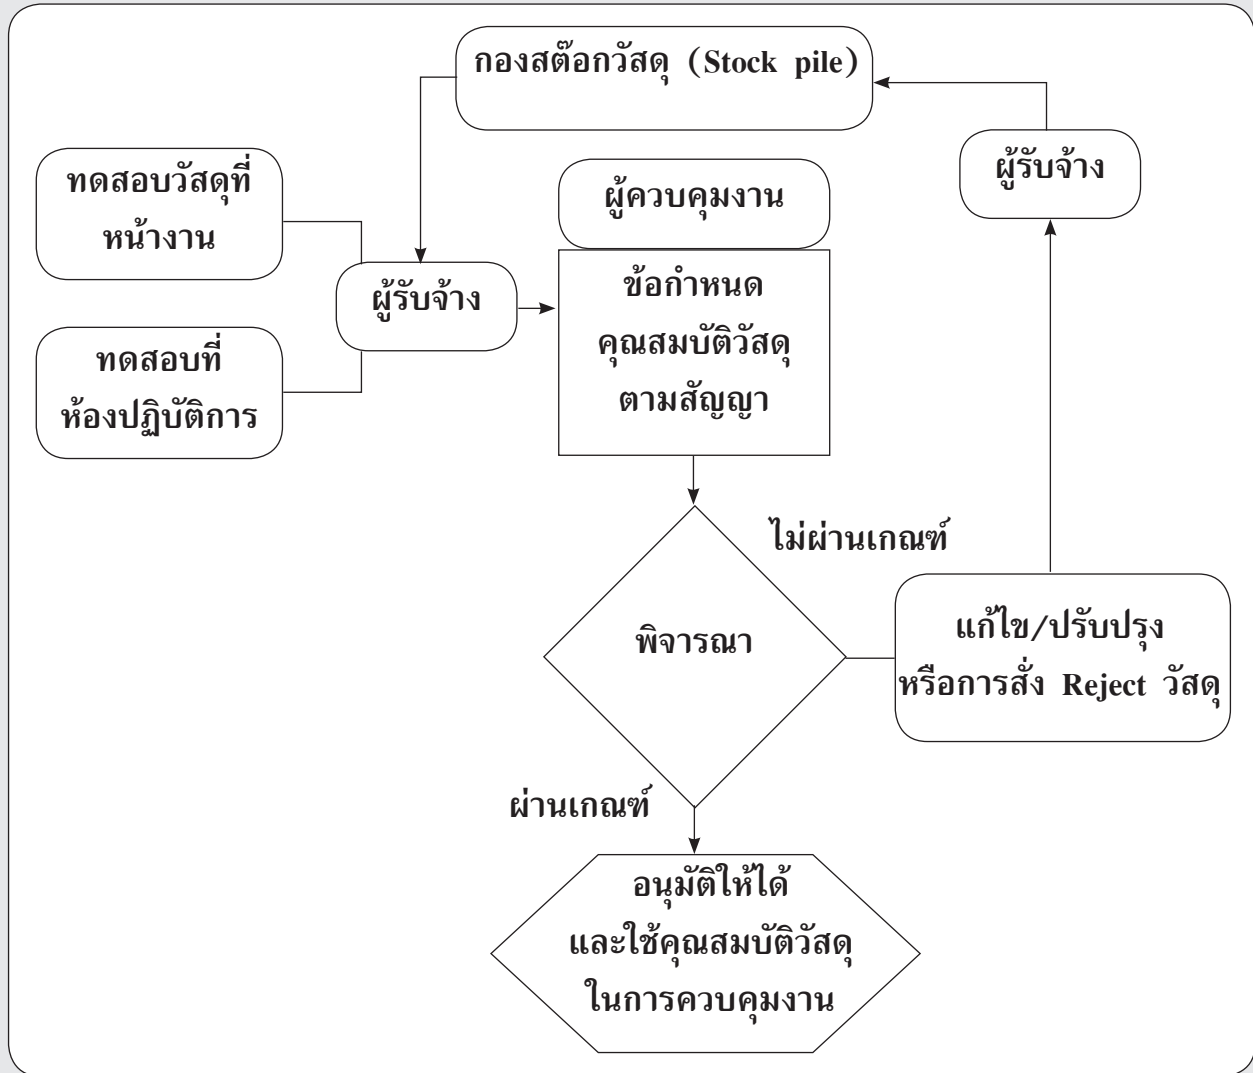 กองสต๊อกวัสดุ (Stock pile)
ผู้รับจ้าง
ทดสอบวัสดุที่
หน้างาน
ผู้ควบคุมงาน
ผู้รับจ้าง
ข้อกำหนด
คุณสมบัติวัสดุ
ตามสัญญา
ทดสอบที่
ห้องปฏิบัติการ
ไม่ผ่านเกณฑ์
พิจารณา
แก้ไข/ปรับปรุง
หรือการสั่ง Reject วัสดุ
ผ่านเกณฑ์
อนุมัติให้ได้
และใช้คุณสมบัติวัสดุ
ในการควบคุมงาน